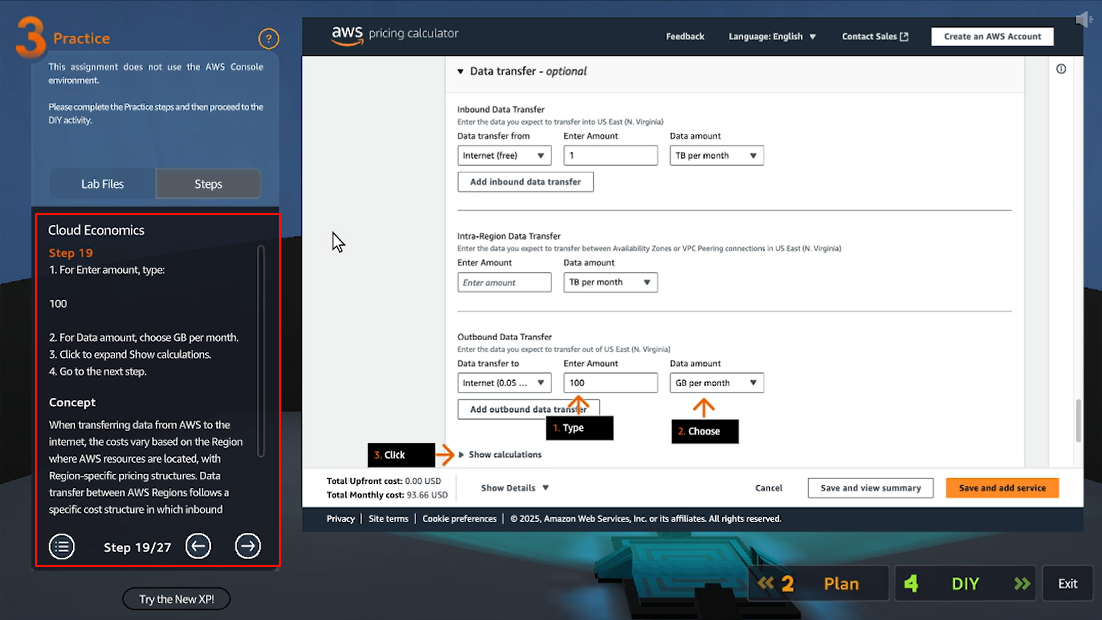 3 Practice
?
This assignment does not use the AWS Console
environment.
Please complete the Practice steps and then proceed to the
DIY activity.
Lab Files
Steps
Cloud Economics
Step 19
1. For Enter amount, type:
100
2. For Data amount, choose GB per month.
3. Click to expand Show calculations.
4. Go to the next step.
Concept
When transferring data from AWS to the
internet, the costs vary based on the Region
where AWS resources are located, with
Region-specific pricing structures. Data
transfer between AWS Regions follows a
specific cost structure in which inbound
Step 19/27
Try the New XP!
aws pricing calculator
Feedback
Language: English
Contact Sales
Create an AWS Account
Data transfer - optional
Inbound Data Transfer
Enter the data you expect to transfer into US East (N. Virginia)
Data transfer from
Enter Amount
Data amount
Internet (free)
1
TB per month
Add inbound data transfer
Intra-Region Data Transfer
Enter the data you expect to transfer between Availability Zones or VPC Peering connections in US East (N. Virginia)
Enter Amount
Data amount
Enter amount
TB per month
Outbound Data Transfer
Enter the data you expect to transfer out of US East (N. Virginia)
Data transfer to
Enter Amount
Data amount
Internet (0.05 ...
100
GB per month
Add outbound data transfer
1. Type
2. Choose
3. Click
Show calculations
Total Upfront cost: 0.00 USD
Total Monthly cost: 93.66 USD
Show Details
Cancel
Save and view summary
Save and add service
Privacy | Site terms | Cookie preferences | © 2025, Amazon Web Services, Inc. or its affiliates. All rights reserved.
2 Plan
4 DIY
Exit